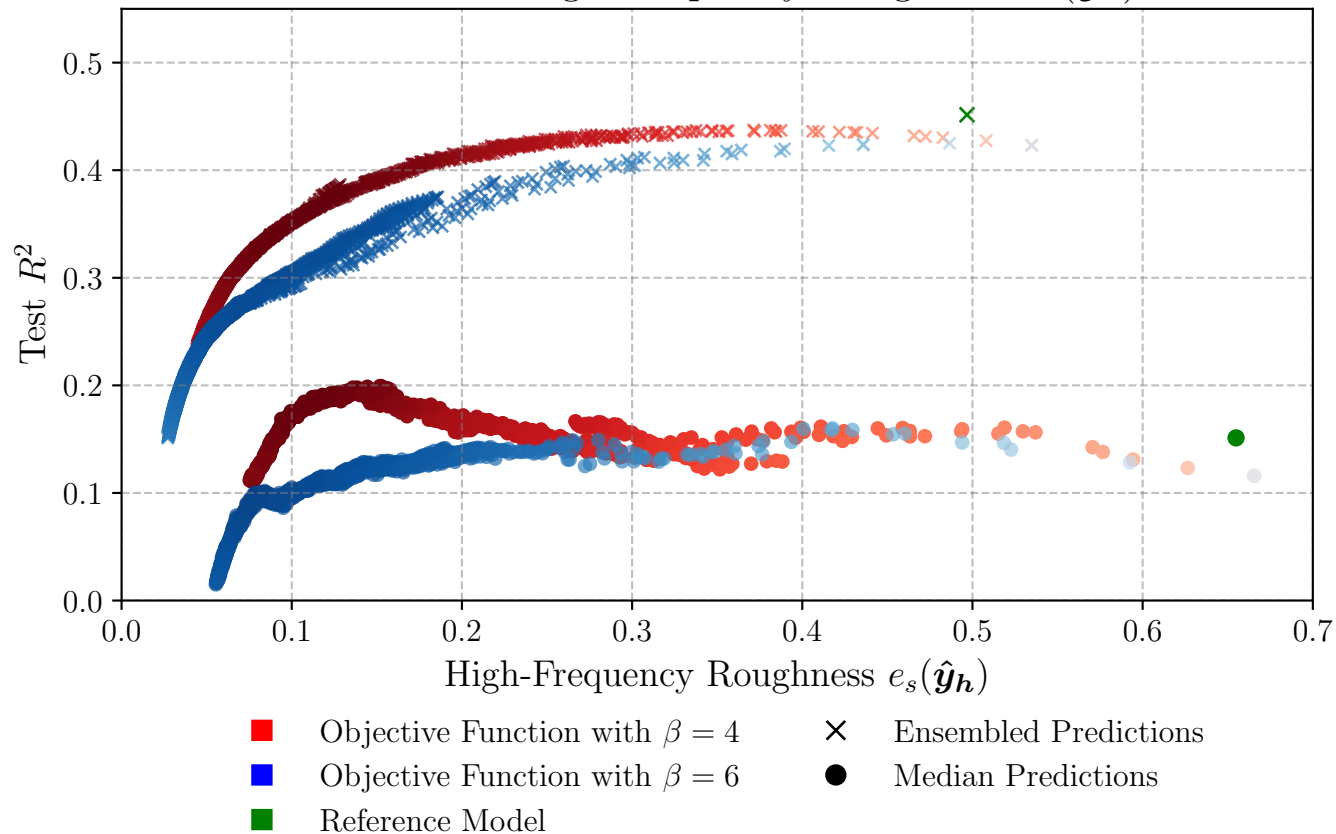 0.5
0.4
0.3
0.2
0.1
0.0
Test R²
0.0 0.1 0.2 0.3 0.4 0.5 0.6 0.7
High-Frequency Roughness eₛ(ŷₕ)
Objective Function with β = 4
Objective Function with β = 6
Reference Model
Ensembled Predictions
Median Predictions